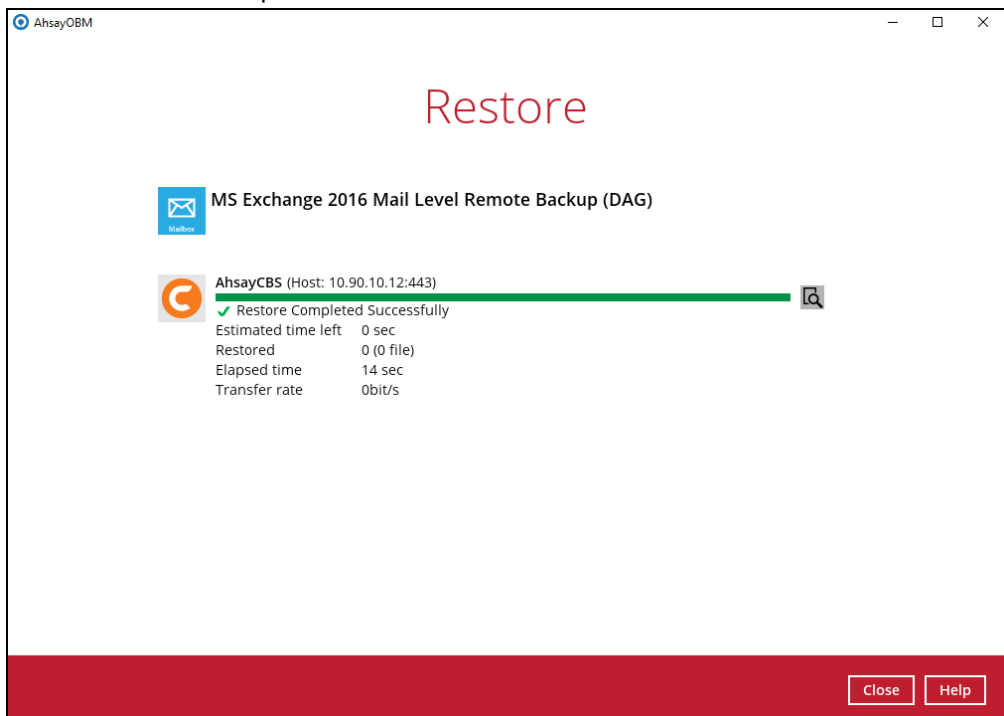 AhsayOBM
Restore
MS Exchange 2016 Mail Level Remote Backup (DAG)
Mailbox
AhsayCBS (Host: 10.90.10.12:443)
Restore Completed Successfully
Estimated time left 0 sec
Restored 0 (0 file)
Elapsed time 14 sec
Transfer rate 0bit/s
Close Help